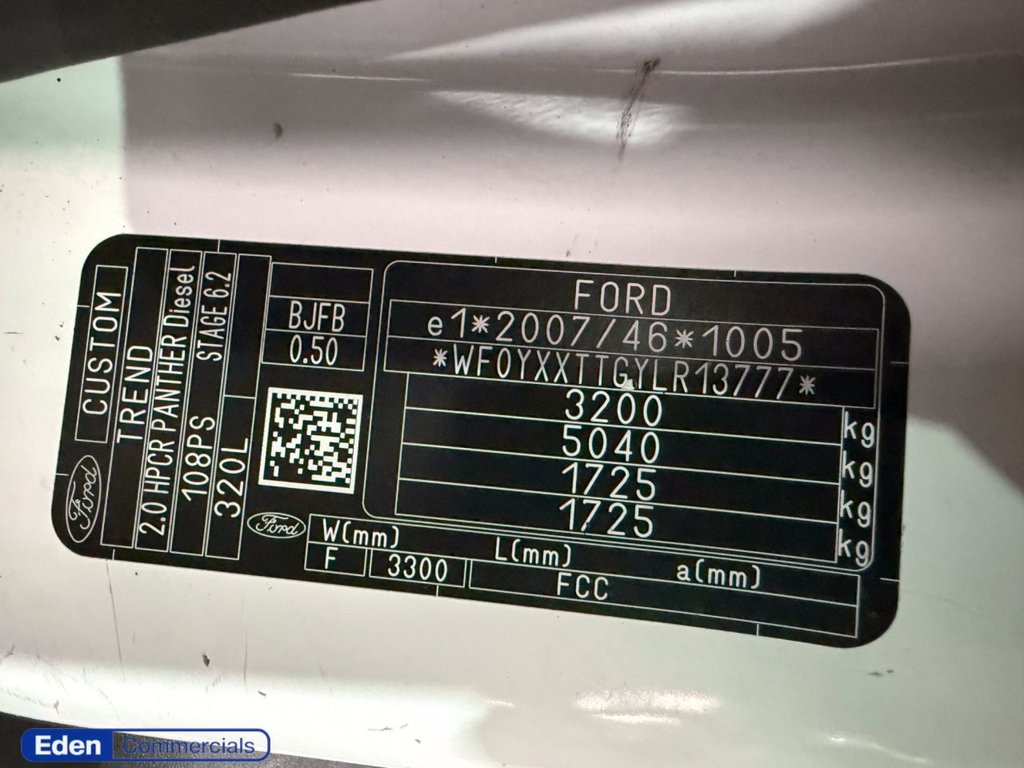 CUSTOM
TREND
2.0 HPCR PANTHER Diesel
108PS
STAGE 6.2
320L
Ford
BJFB
0.50
Ford
FORD
e1*2007/46*1005
*WF0YXXTTGYLR13777*
3200 kg
5040 kg
1725 kg
1725 kg
W(mm) L(mm) a(mm)
F 3300 FCC
Eden Commercials